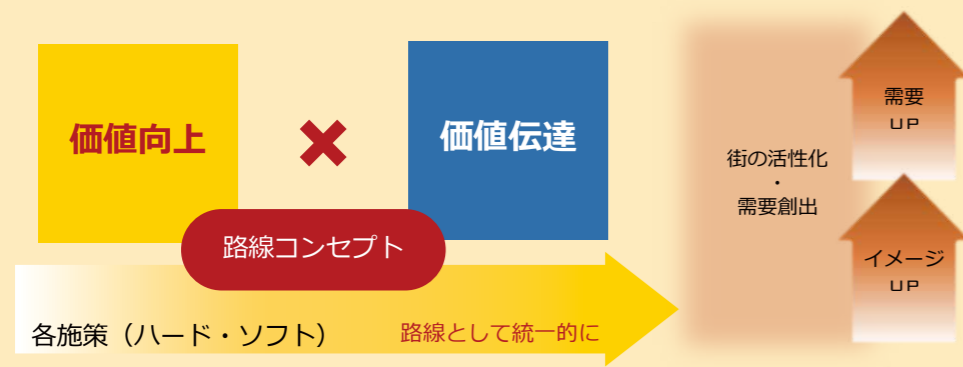 価値向上
×
価値伝達
路線コンセプト
各施策（ハード・ソフト）
路線として統一的に
街の活性化
・
需要創出
需要
UP
イメージ
UP